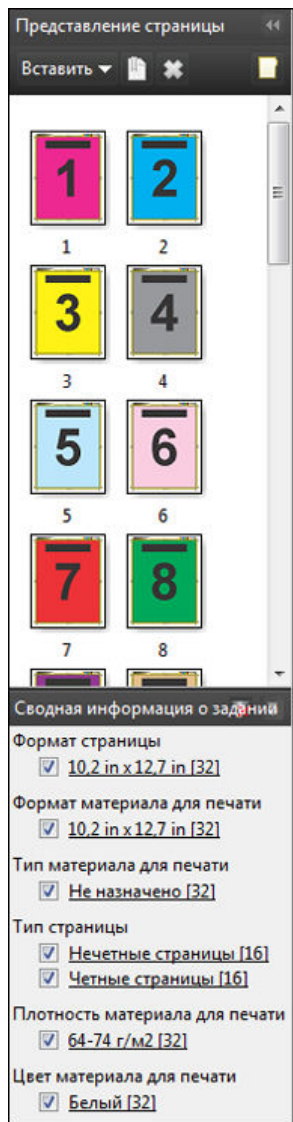 Представление страницы
Вставить
1 2
1 2
3 4
3 4
5 6
5 6
7 8
7 8
Сводная информация о задании
Формат страницы
10,2 in x 12,7 in [32]
Формат материала для печати
10,2 in x 12,7 in [32]
Тип материала для печати
Не назначено [32]
Тип страницы
Нечетные страницы [16]
Четные страницы [16]
Плотность материала для печати
64-74 г/м2 [32]
Цвет материала для печати
Белый [32]